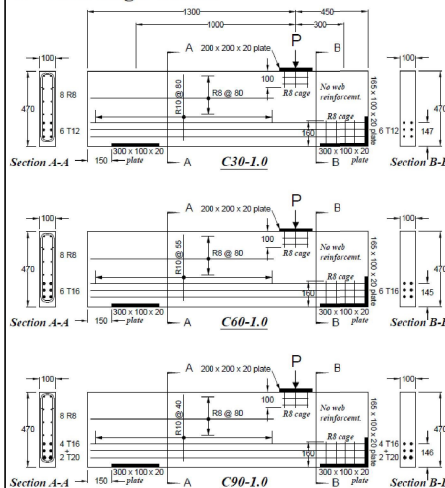 1300
450
1000
300
P
A
200 x 200 x 20 plate
B
100
100
470
8 R8
6 T12
R10 @ 80
R8 @ 80
100
No web
reinforcemt.
R8 cage
R8 cage
160
165 x 100 x 20 plate
6 T12
147
470
150
300 x 100 x 20
plate
300 x 100 x 20
plate
Section A-A
A
C30-1.0
B
Section B-B
P
A
200 x 200 x 20 plate
B
100
100
470
8 R8
6 T16
R10 @ 55
R8 @ 80
100
No web
reinforcemt.
R8 cage
R8 cage
160
165 x 100 x 20 plate
6 T16
145
470
150
300 x 100 x 20
plate
300 x 100 x 20
plate
Section A-A
A
C60-1.0
B
Section B-B
P
A
200 x 200 x 20 plate
B
100
100
470
8 R8
4 T16
+
2 T20
R10 @ 40
R8 @ 80
100
No web
reinforcemt.
R8 cage
R8 cage
160
165 x 100 x 20 plate
4 T16
+
2 T20
146
470
150
300 x 100 x 20
plate
300 x 100 x 20
plate
Section A-A
A
C90-1.0
B
Section B-B